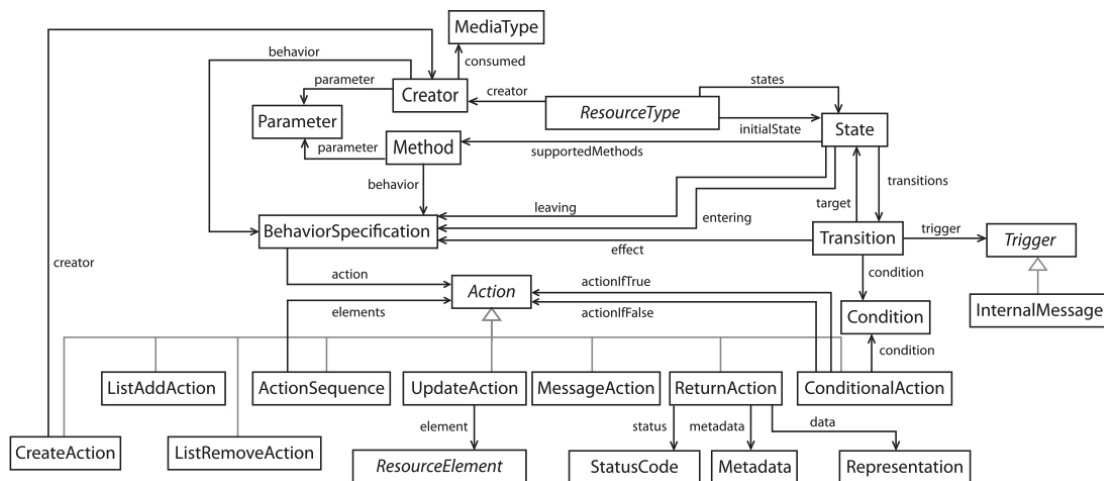 MediaType
behavior
consumed
states
parameter
Creator
creator
ResourceType
Parameter
initialState
State
parameter
Method
supportedMethods
behavior
transitions
leaving
target
entering
BehaviorSpecification
Transition
trigger
Trigger
effect
creator
action
condition
Action
actionIfTrue
elements
actionIfFalse
Condition
InternalMessage
condition
ListAddAction
ActionSequence
UpdateAction
MessageAction
ReturnAction
ConditionalAction
element
status
metadata
data
CreateAction
ListRemoveAction
ResourceElement
StatusCode
Metadata
Representation